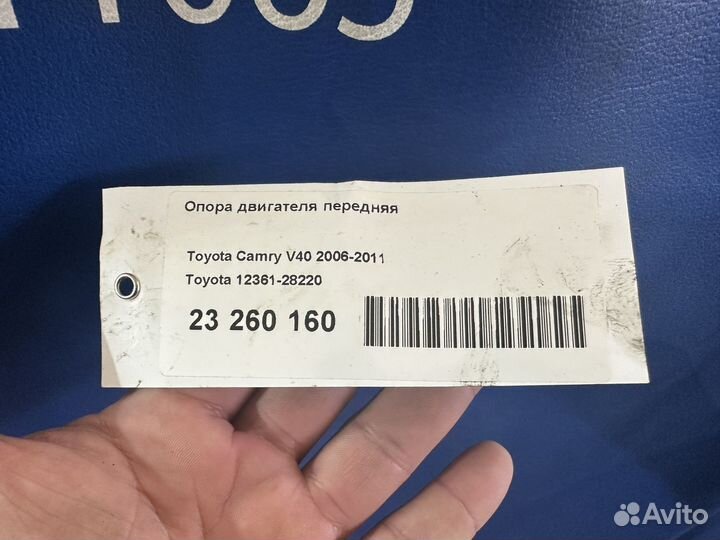 Опора двигателя передняя
Toyota Camry V40 2006-2011
Toyota 12361-28220
23 260 160
Avito